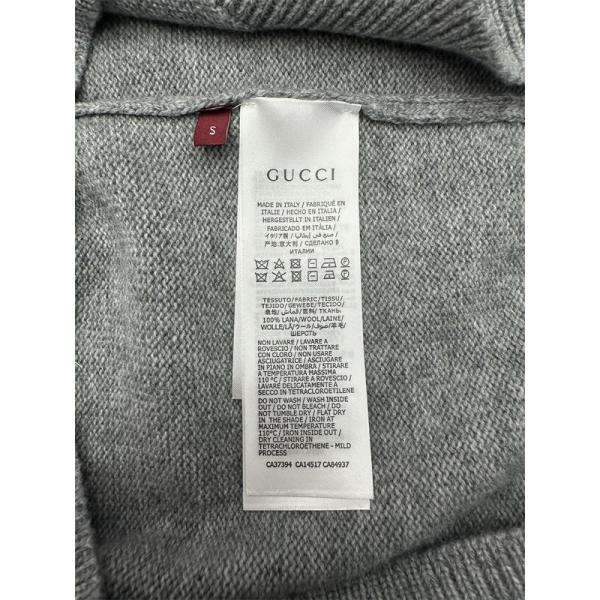 S
GUCCI
MADE IN ITALY / FABRIQUÉ EN
ITALIE / HECHO EN ITALIA /
HERGESTELLT IN ITALIEN /
FABRICADO EM ITÁLIA /
イタリア製 / صنع في إيطاليا /
产地:意大利 / СДЕЛАНО В
ИТАЛИИ
TESSUTO/FABRIC/TISSU/
TEJIDO/GEWEBE/TECIDO/
表地/قماش/面料/ТКАНЬ
100% LANA/WOOL/LAINE/
WOLLE/LÃ/ウール/صوف/羊毛/
ШЕРСТЬ
NON LAVARE / LAVARE A
ROVESCIO / NON TRATTARE
CON CLORO / NON USARE
ASCIUGATRICE / ASCIUGARE
IN PIANO IN OMBRA / STIRARE
A TEMPERATURA MASSIMA
110°C / STIRARE A ROVESCIO /
LAVARE DELICATAMENTE A
SECCO IN TETRACLOROETILENE
DO NOT WASH / WASH INSIDE
OUT / DO NOT BLEACH / DO
NOT TUMBLE DRY / FLAT DRY
IN THE SHADE / IRON AT
MAXIMUM TEMPERATURE
110°C / IRON INSIDE OUT /
DRY CLEANING IN
TETRACHLOROETHENE - MILD
PROCESS
CA37394 CA14517 CA84937